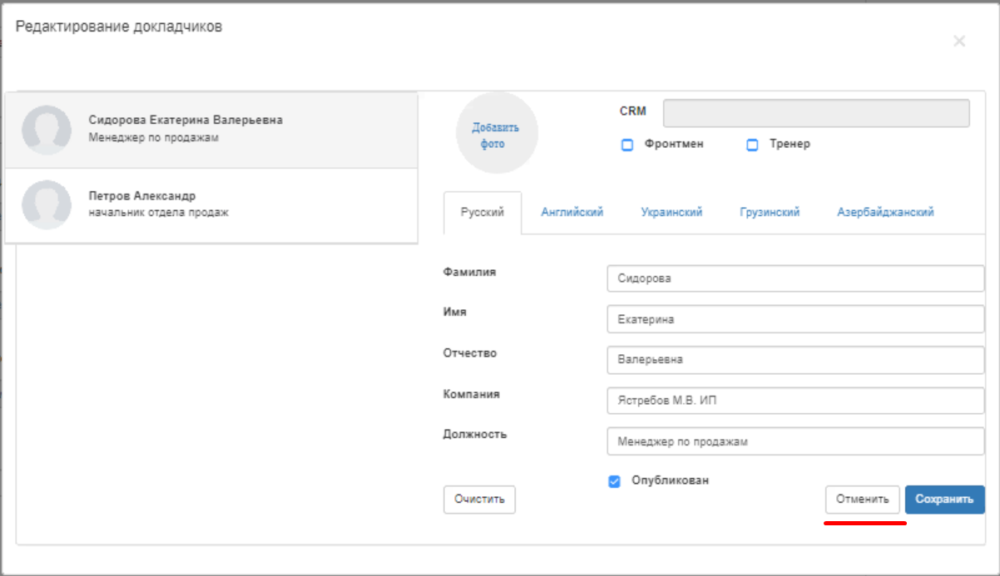 Редактирование докладчиков
×
Сидорова Екатерина Валерьевна
Менеджер по продажам
Петров Александр
начальник отдела продаж
Добавить
фото
CRM
Фронтмен
Тренер
Русский
Английский
Украинский
Грузинский
Азербайджанский
Фамилия
Сидорова
Имя
Екатерина
Отчество
Валерьевна
Компания
Ястребов М.В. ИП
Должность
Менеджер по продажам
Опубликован
Очистить
Отменить
Сохранить